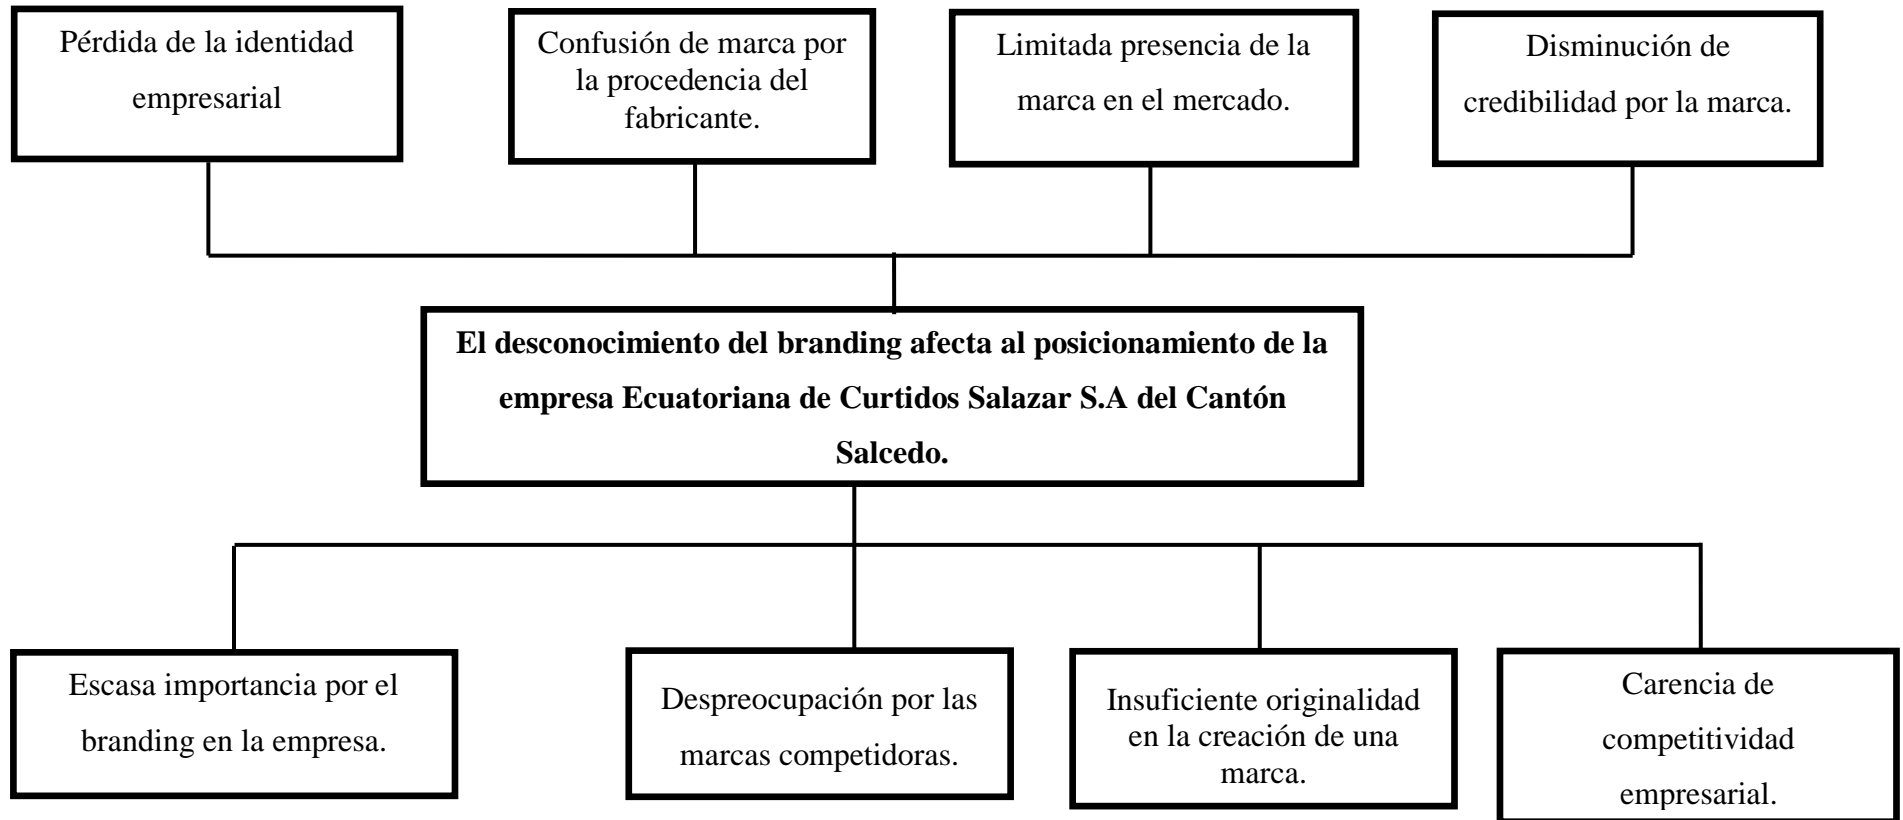 Pérdida de la identidad
empresarial
Confusión de marca por
la procedencia del
fabricante.
Limitada presencia de la
marca en el mercado.
Disminución de
credibilidad por la marca.
El desconocimiento del branding afecta al posicionamiento de la
empresa Ecuatoriana de Curtidos Salazar S.A del Cantón
Salcedo.
Escasa importancia por el
branding en la empresa.
Despreocupación por las
marcas competidoras.
Insuficiente originalidad
en la creación de una
marca.
Carencia de
competitividad
empresarial.